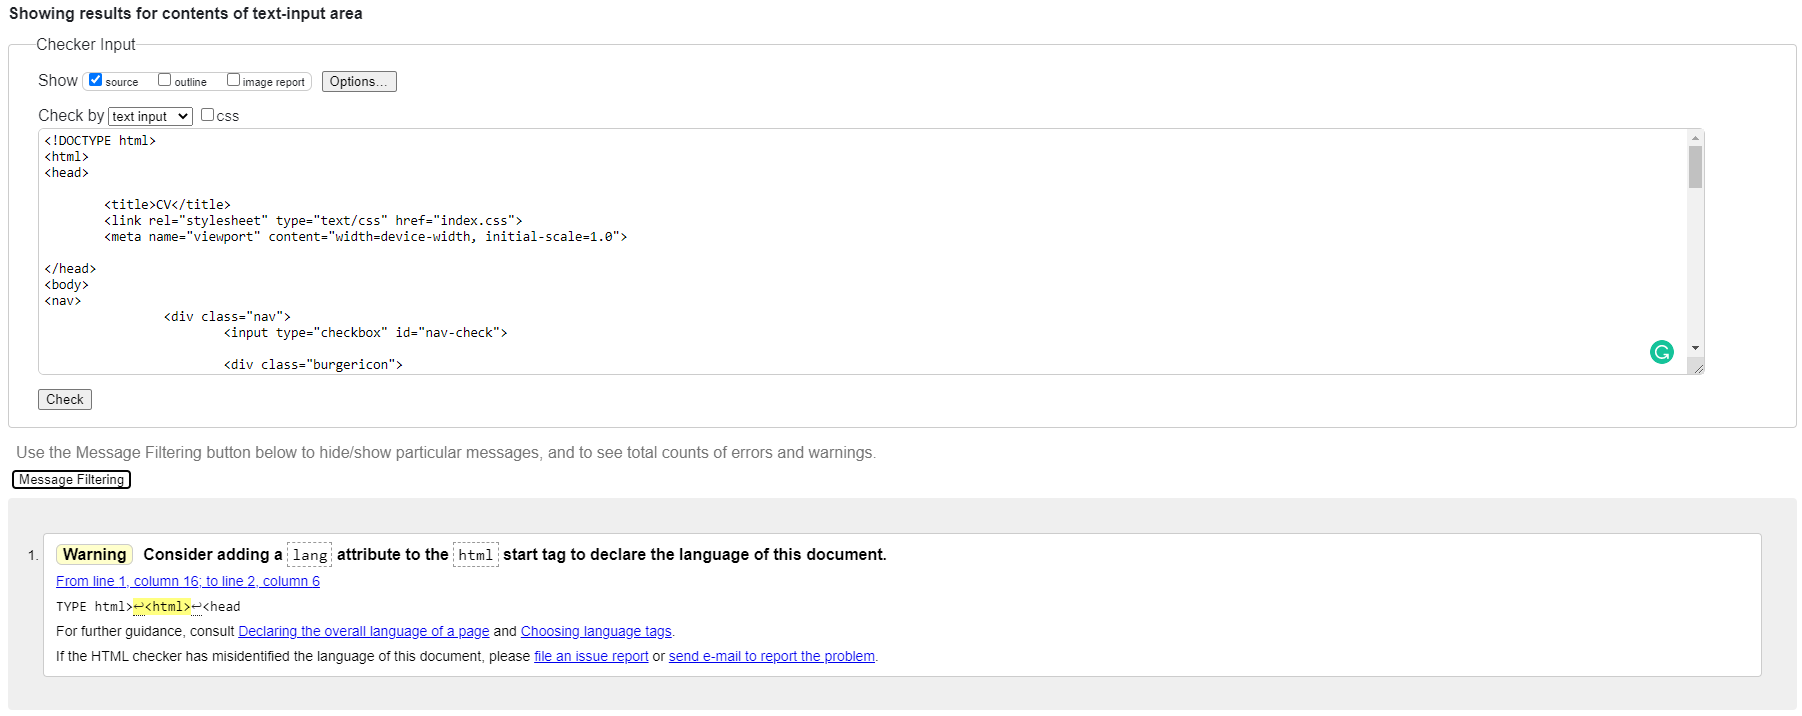 Showing results for contents of text-input area
Checker Input
Show source outline image report Options...
Check by text input css
<!DOCTYPE html>
<html>
<head>
<title>CV</title>
<link rel="stylesheet" type="text/css" href="index.css">
<meta name="viewport" content="width=device-width, initial-scale=1.0">
</head>
<body>
<nav>
<div class="nav">
<input type="checkbox" id="nav-check">
<div class="burgericon">
Check
Use the Message Filtering button below to hide/show particular messages, and to see total counts of errors and warnings.
Message Filtering
1. Warning Consider adding a lang attribute to the html start tag to declare the language of this document.
From line 1, column 16; to line 2, column 6
TYPE html>↩<html>↩<head
For further guidance, consult Declaring the overall language of a page and Choosing language tags.
If the HTML checker has misidentified the language of this document, please file an issue report or send e-mail to report the problem.